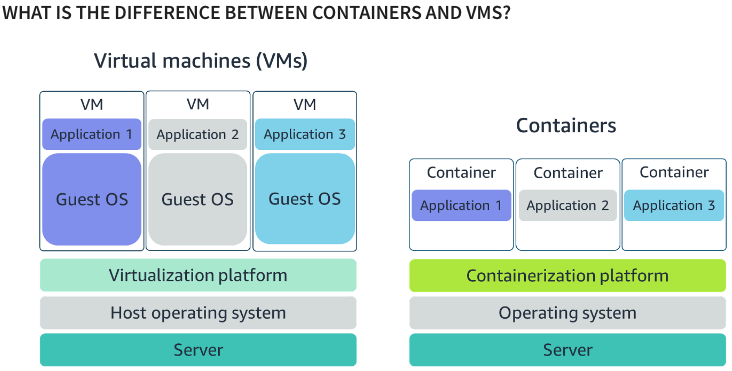 WHAT IS THE DIFFERENCE BETWEEN CONTAINERS AND VMS?
Virtual machines (VMs)
VM
VM
VM
Application 1
Application 2
Application 3
Guest OS
Guest OS
Guest OS
Virtualization platform
Host operating system
Server
Containers
Container
Container
Container
Application 1
Application 2
Application 3
Containerization platform
Operating system
Server